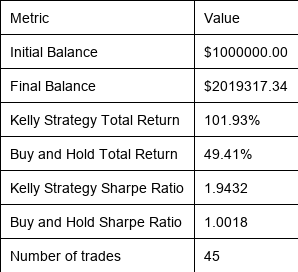 Metric Value
Initial Balance $1000000.00
Final Balance $2019317.34
Kelly Strategy Total Return 101.93%
Buy and Hold Total Return 49.41%
Kelly Strategy Sharpe Ratio 1.9432
Buy and Hold Sharpe Ratio 1.0018
Number of trades 45